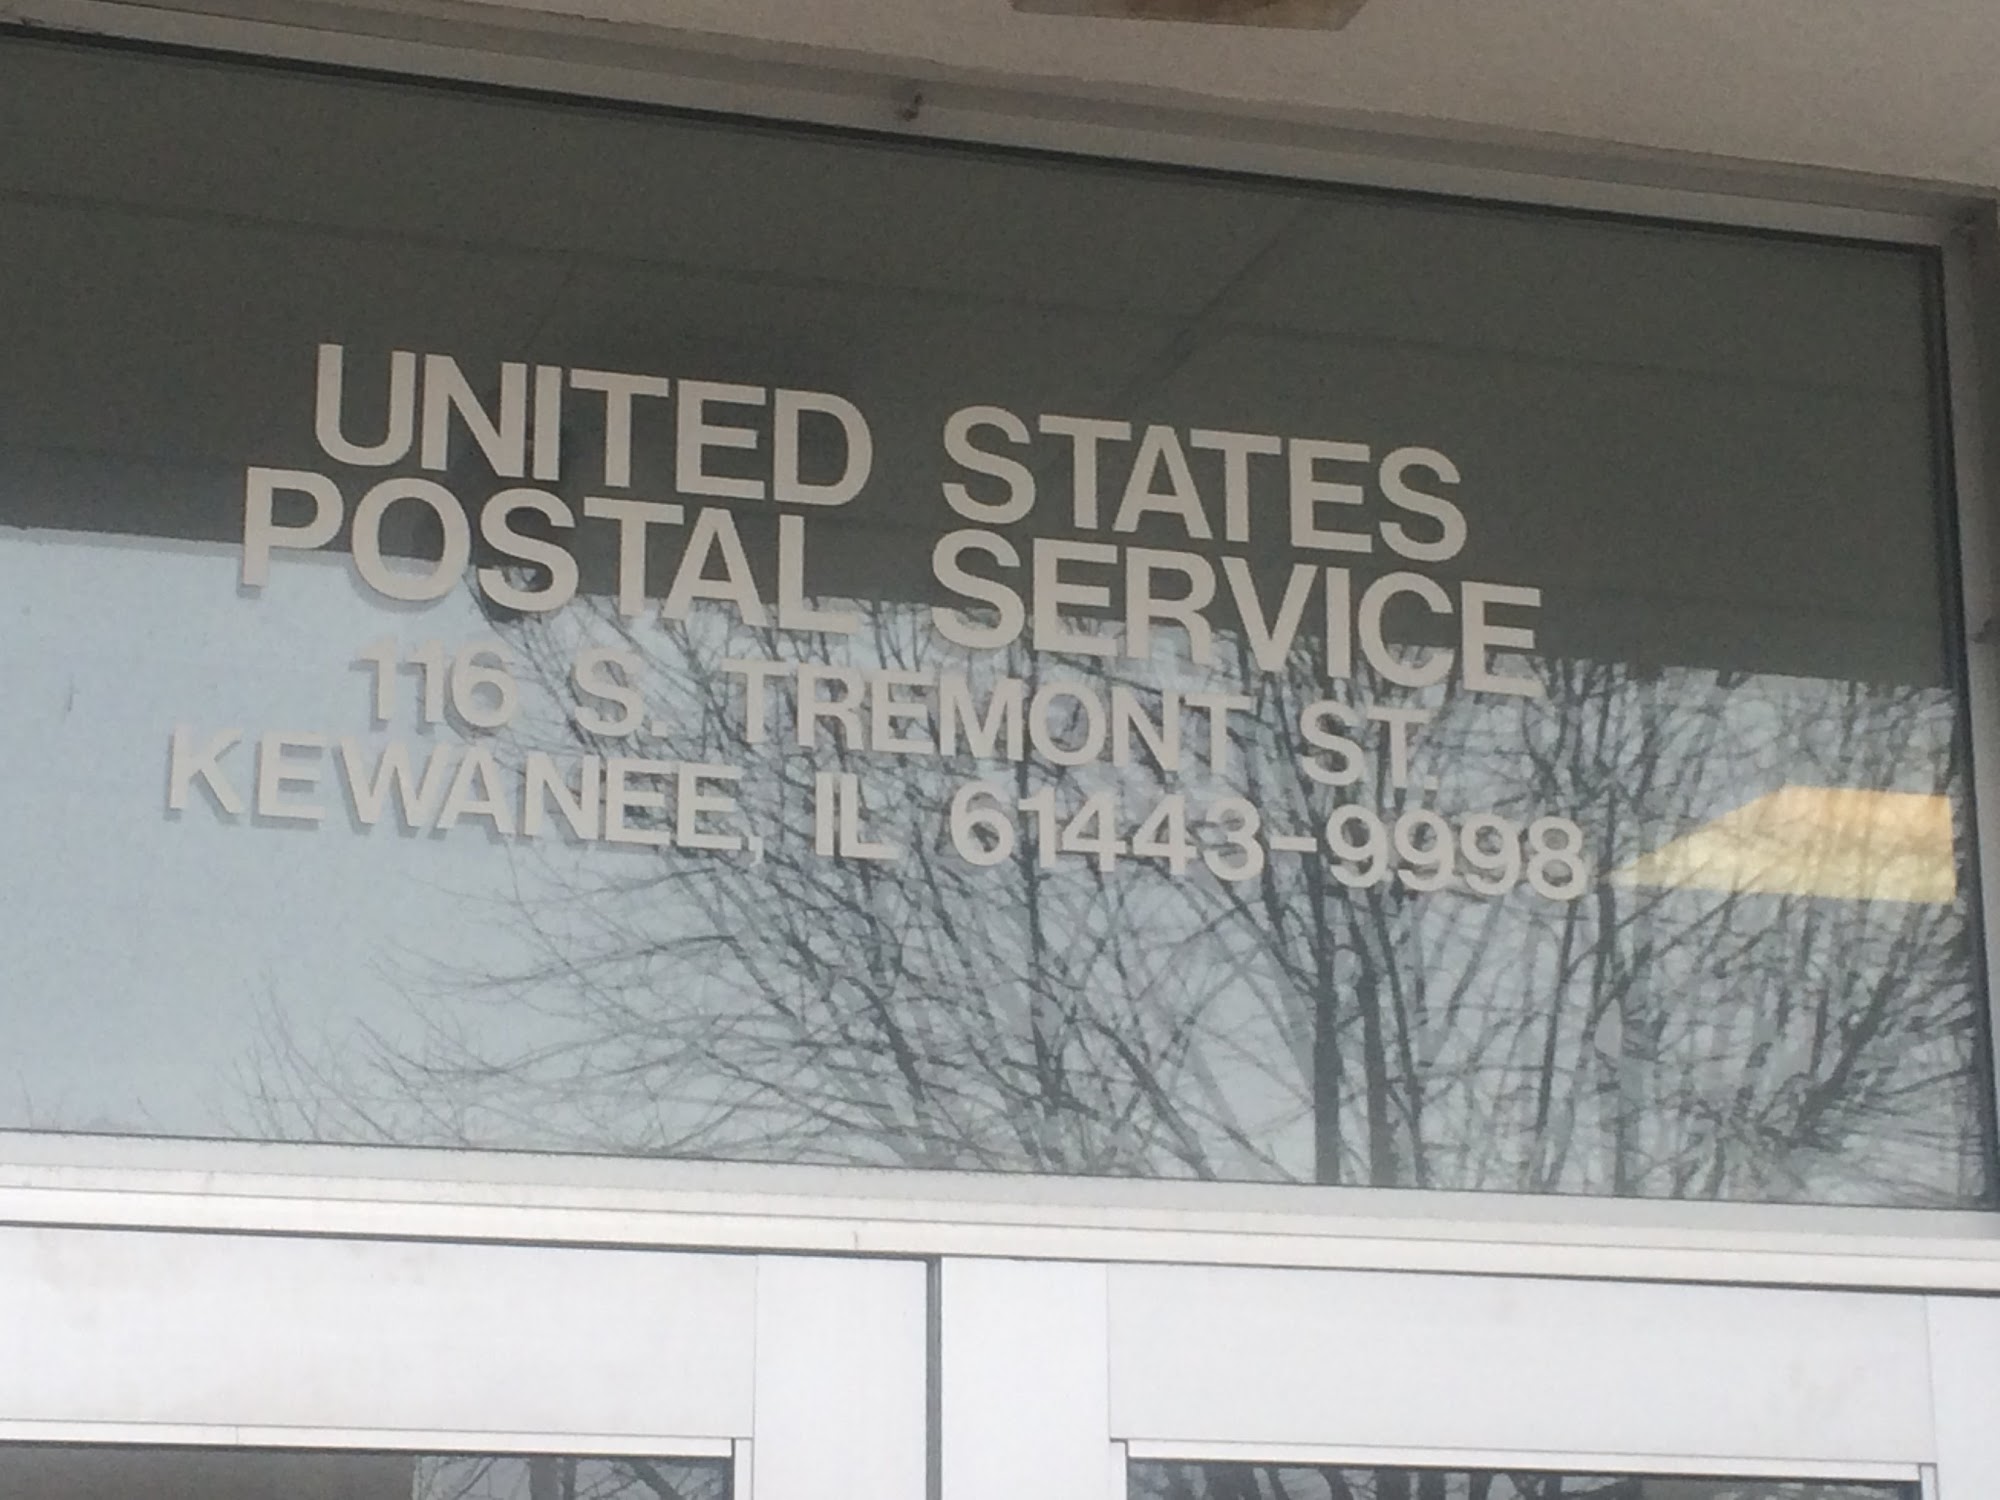 UNITED STATES
POSTAL SERVICE
116 S. TREMONT ST.
KEWANEE, IL 61443-9998